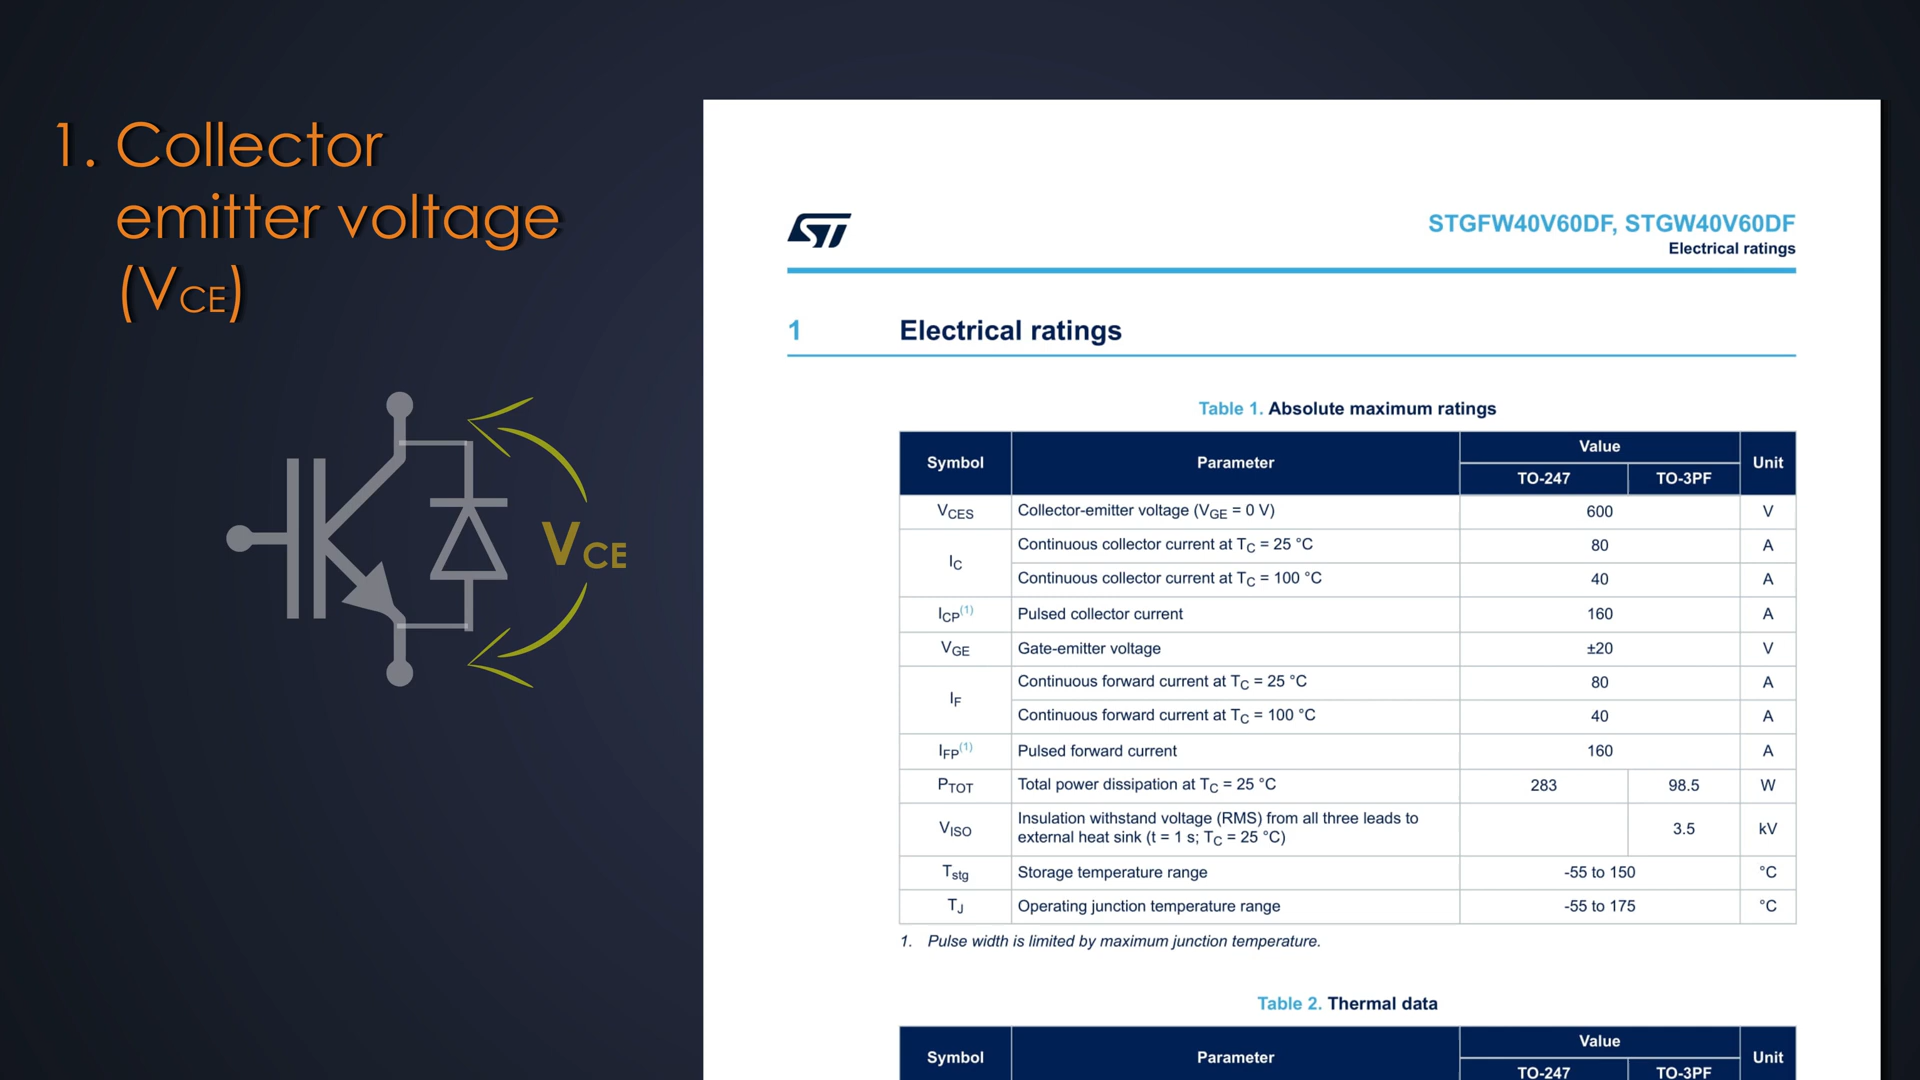 1. Collector
emitter voltage
(VCE)
VCE
ST
STGFW40V60DF, STGW40V60DF
Electrical ratings
1 Electrical ratings
Table 1. Absolute maximum ratings
Symbol Parameter Value Unit
TO-247 TO-3PF
VCES Collector-emitter voltage (VGE = 0 V) 600 V
IC Continuous collector current at TC = 25 °C 80 A
Continuous collector current at TC = 100 °C 40 A
ICP(1) Pulsed collector current 160 A
VGE Gate-emitter voltage ±20 V
IF Continuous forward current at TC = 25 °C 80 A
Continuous forward current at TC = 100 °C 40 A
IFP(1) Pulsed forward current 160 A
PTOT Total power dissipation at TC = 25 °C 283 98.5 W
VISO Insulation withstand voltage (RMS) from all three leads to
external heat sink (t = 1 s; TC = 25 °C) 3.5 kV
Tstg Storage temperature range -55 to 150 °C
TJ Operating junction temperature range -55 to 175 °C
1. Pulse width is limited by maximum junction temperature.
Table 2. Thermal data
Symbol Parameter Value Unit
TO-247 TO-3PF